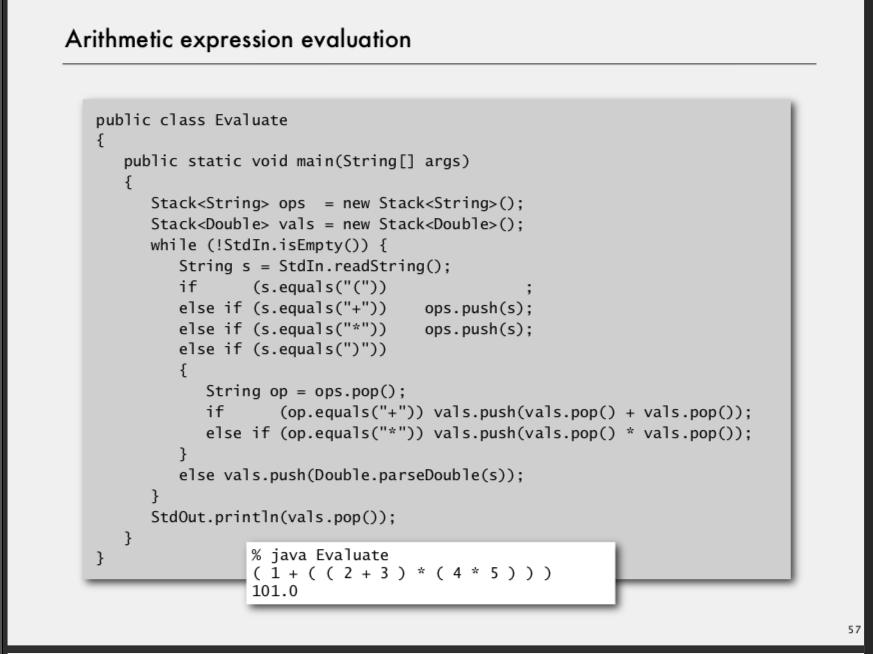 Arithmetic expression evaluation
public class Evaluate
{
   public static void main(String[] args)
   {
      Stack<String> ops  = new Stack<String>();
      Stack<Double> vals = new Stack<Double>();
      while (!StdIn.isEmpty()) {
         String s = StdIn.readString();
         if      (s.equals("("))               ;
         else if (s.equals("+"))    ops.push(s);
         else if (s.equals("*"))    ops.push(s);
         else if (s.equals(")"))
         {
            String op = ops.pop();
            if      (op.equals("+")) vals.push(vals.pop() + vals.pop());
            else if (op.equals("*")) vals.push(vals.pop() * vals.pop());
         }
         else vals.push(Double.parseDouble(s));
      }
      StdOut.println(vals.pop());
   }
}
% java Evaluate
( 1 + ( ( 2 + 3 ) * ( 4 * 5 ) ) )
101.0
57